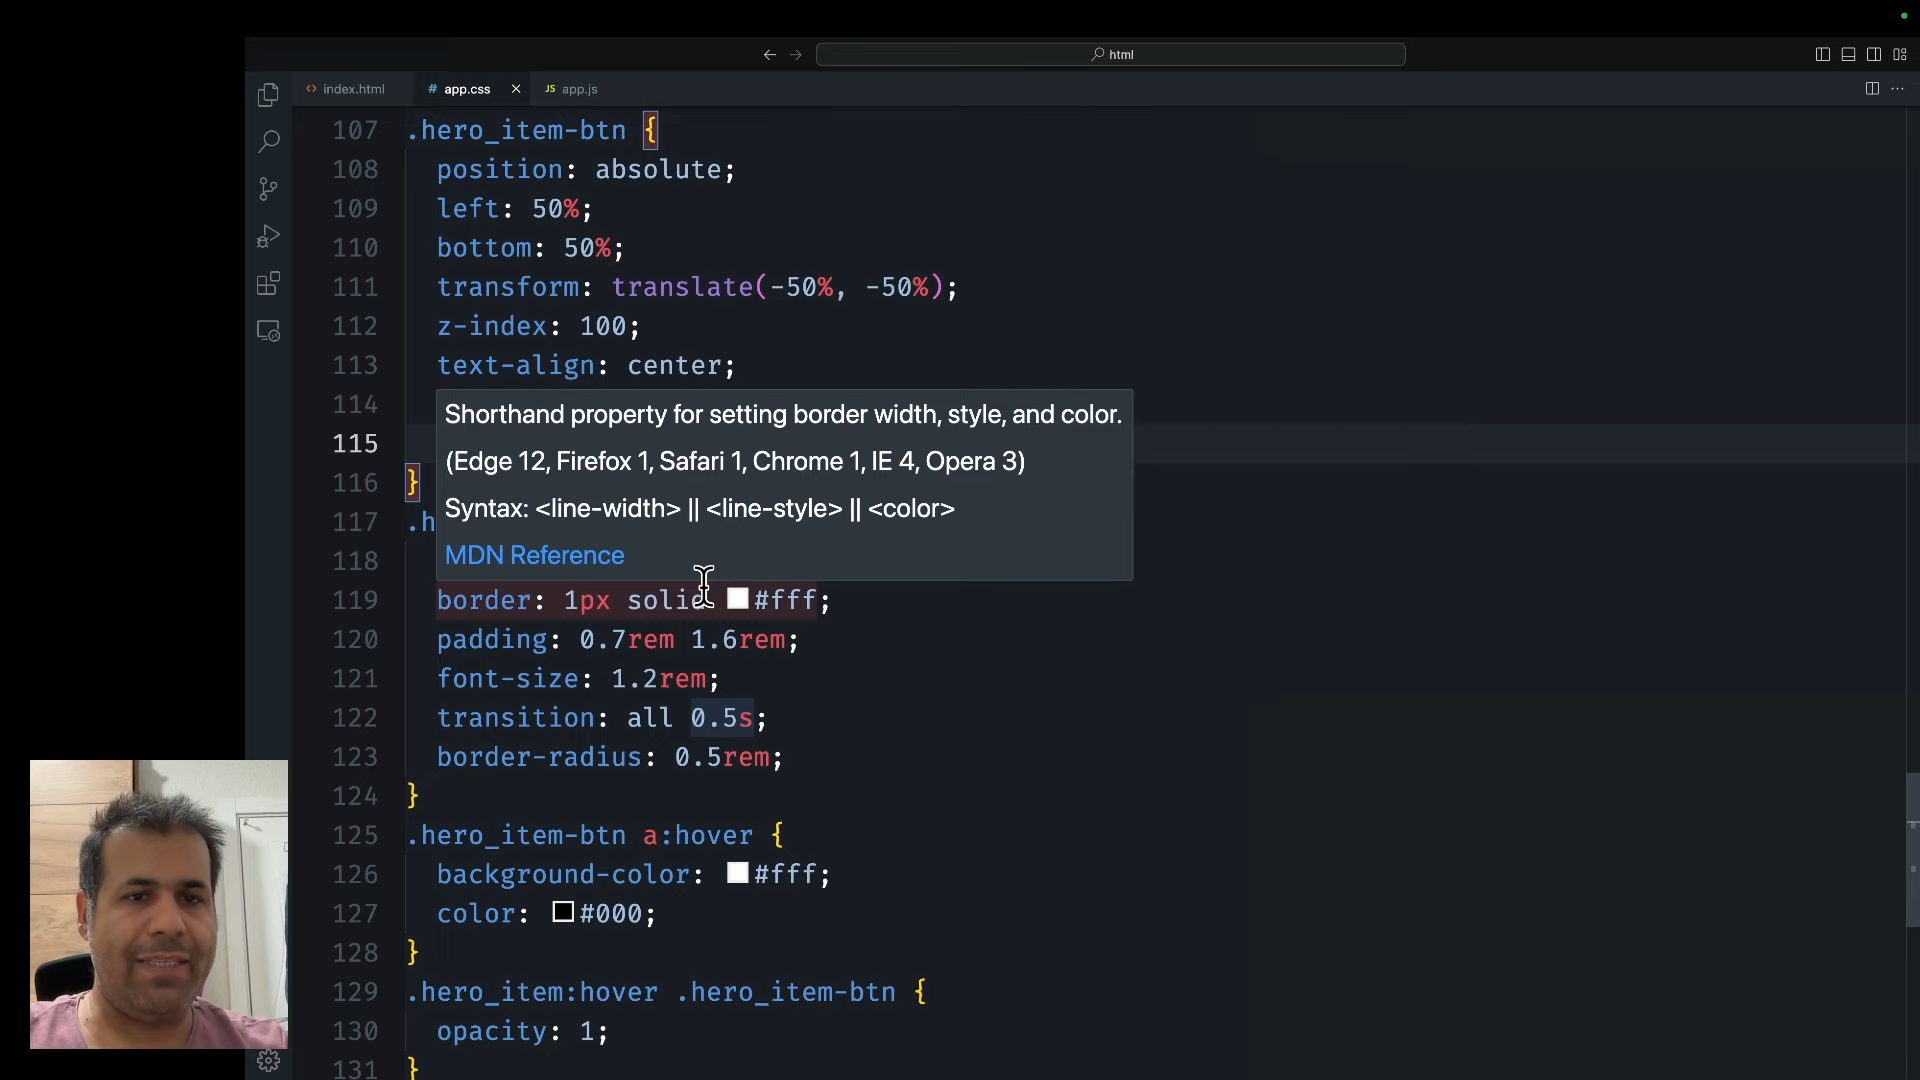 html
index.html
# app.css
JS app.js
107 .hero_item-btn {
108 position: absolute;
109 left: 50%;
110 bottom: 50%;
111 transform: translate(-50%, -50%);
112 z-index: 100;
113 text-align: center;
114
Shorthand property for setting border width, style, and color.
115
(Edge 12, Firefox 1, Safari 1, Chrome 1, IE 4, Opera 3)
116 }
Syntax: <line-width> || <line-style> || <color>
117 .h
118
MDN Reference
119 border: 1px solid #fff;
120 padding: 0.7rem 1.6rem;
121 font-size: 1.2rem;
122 transition: all 0.5s;
123 border-radius: 0.5rem;
124 }
125 .hero_item-btn a:hover {
126 background-color: #fff;
127 color: #000;
128 }
129 .hero_item:hover .hero_item-btn {
130 opacity: 1;
131 }